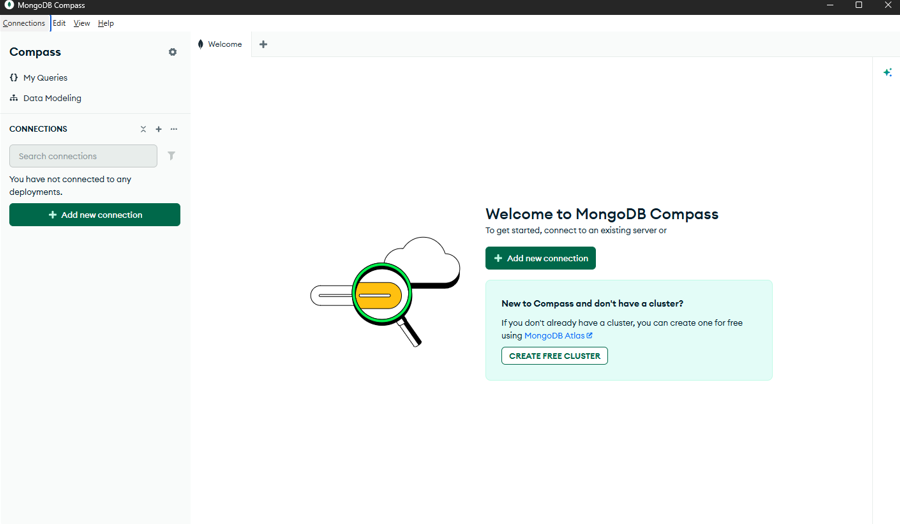 MongoDB Compass
Connections Edit View Help
Compass
My Queries
Data Modeling
CONNECTIONS
Search connections
You have not connected to any
deployments.
Add new connection
Welcome
Welcome to MongoDB Compass
To get started, connect to an existing server or
Add new connection
New to Compass and don't have a cluster?
If you don't already have a cluster, you can create one for free
using MongoDB Atlas
CREATE FREE CLUSTER